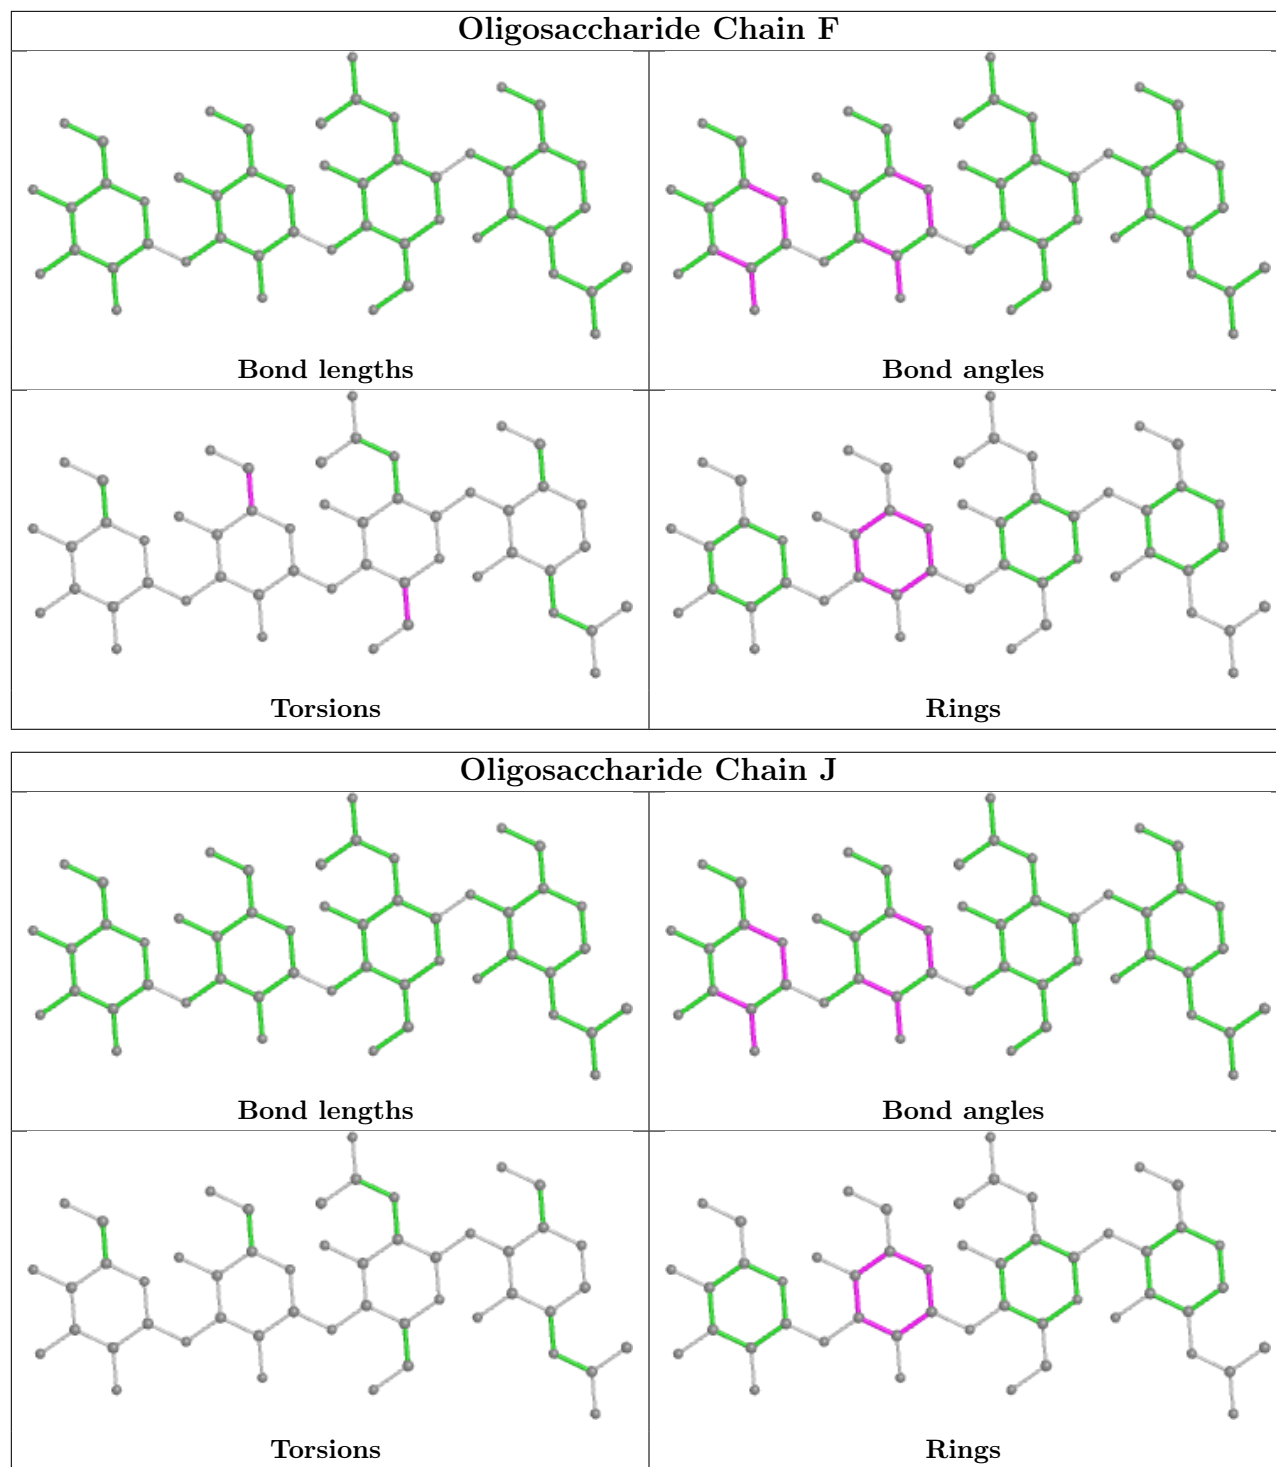 Oligosaccharide Chain F
Bond lengths
Bond angles
Torsions
Rings
Oligosaccharide Chain J
Bond lengths
Bond angles
Torsions
Rings